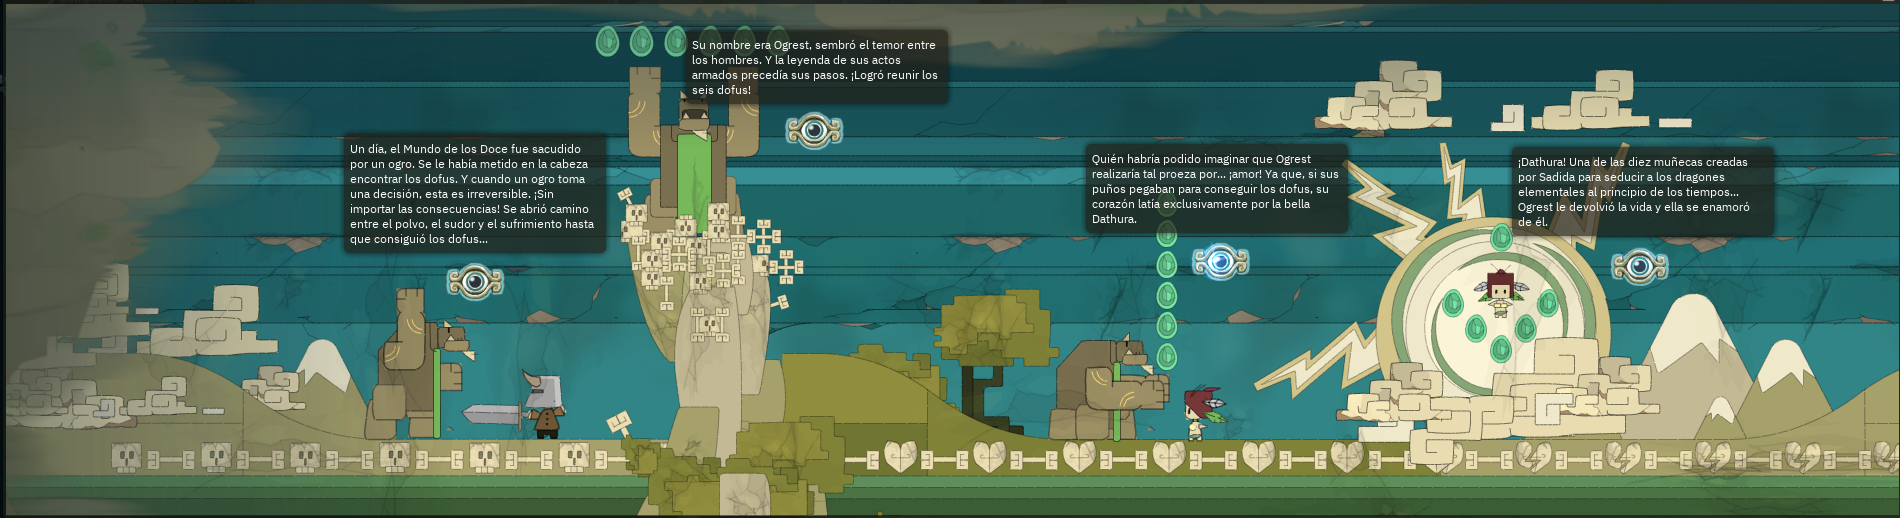 Un día, el Mundo de los Doce fue sacudido
por un ogro. Se le había metido en la cabeza
encontrar los dofus. Y cuando un ogro toma
una decisión, esta es irreversible. ¡Sin
importar las consecuencias! Se abrió camino
entre el polvo, el sudor y el sufrimiento hasta
que consiguió los dofus...
Su nombre era Ogrest, sembró el temor entre
los hombres. Y la leyenda de sus actos
armados precedía sus pasos. ¡Logró reunir los
seis dofus!
Quién habría podido imaginar que Ogrest
realizaría tal proeza por... ¡amor! Ya que, si sus
puños pegaban para conseguir los dofus, su
corazón latía exclusivamente por la bella
Dathura.
¡Dathura! Una de las diez muñecas creadas
por Sadida para seducir a los dragones
elementales al principio de los tiempos...
Ogrest le devolvió la vida y ella se enamoró
de él.